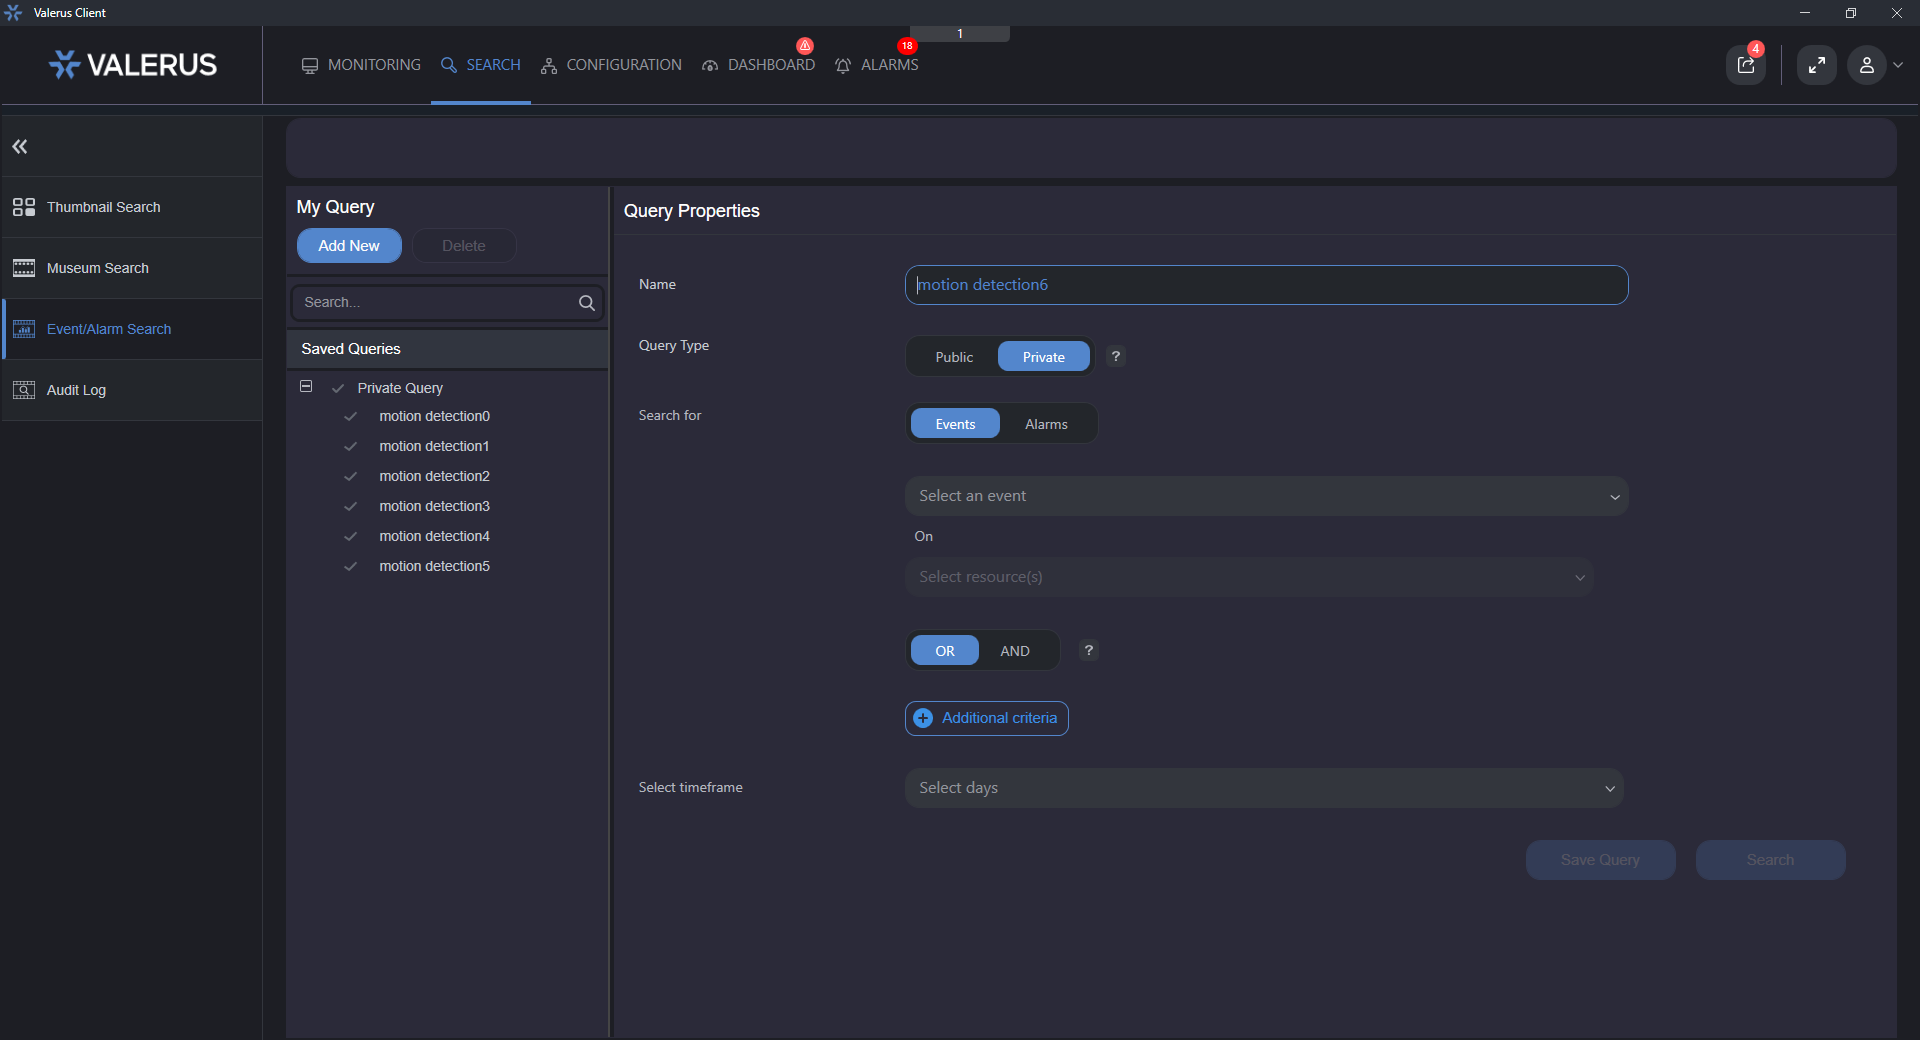 Valerus Client
1
VALERUS
MONITORING
SEARCH
CONFIGURATION
DASHBOARD
18
ALARMS
4
Thumbnail Search
Museum Search
Event/Alarm Search
Audit Log
My Query
Add New
Delete
Search...
Saved Queries
Private Query
motion detection0
motion detection1
motion detection2
motion detection3
motion detection4
motion detection5
Query Properties
Name
motion detection6
Query Type
Public
Private
?
Search for
Events
Alarms
Select an event
On
Select resource(s)
OR
AND
?
Additional criteria
Select timeframe
Select days
Save Query
Search